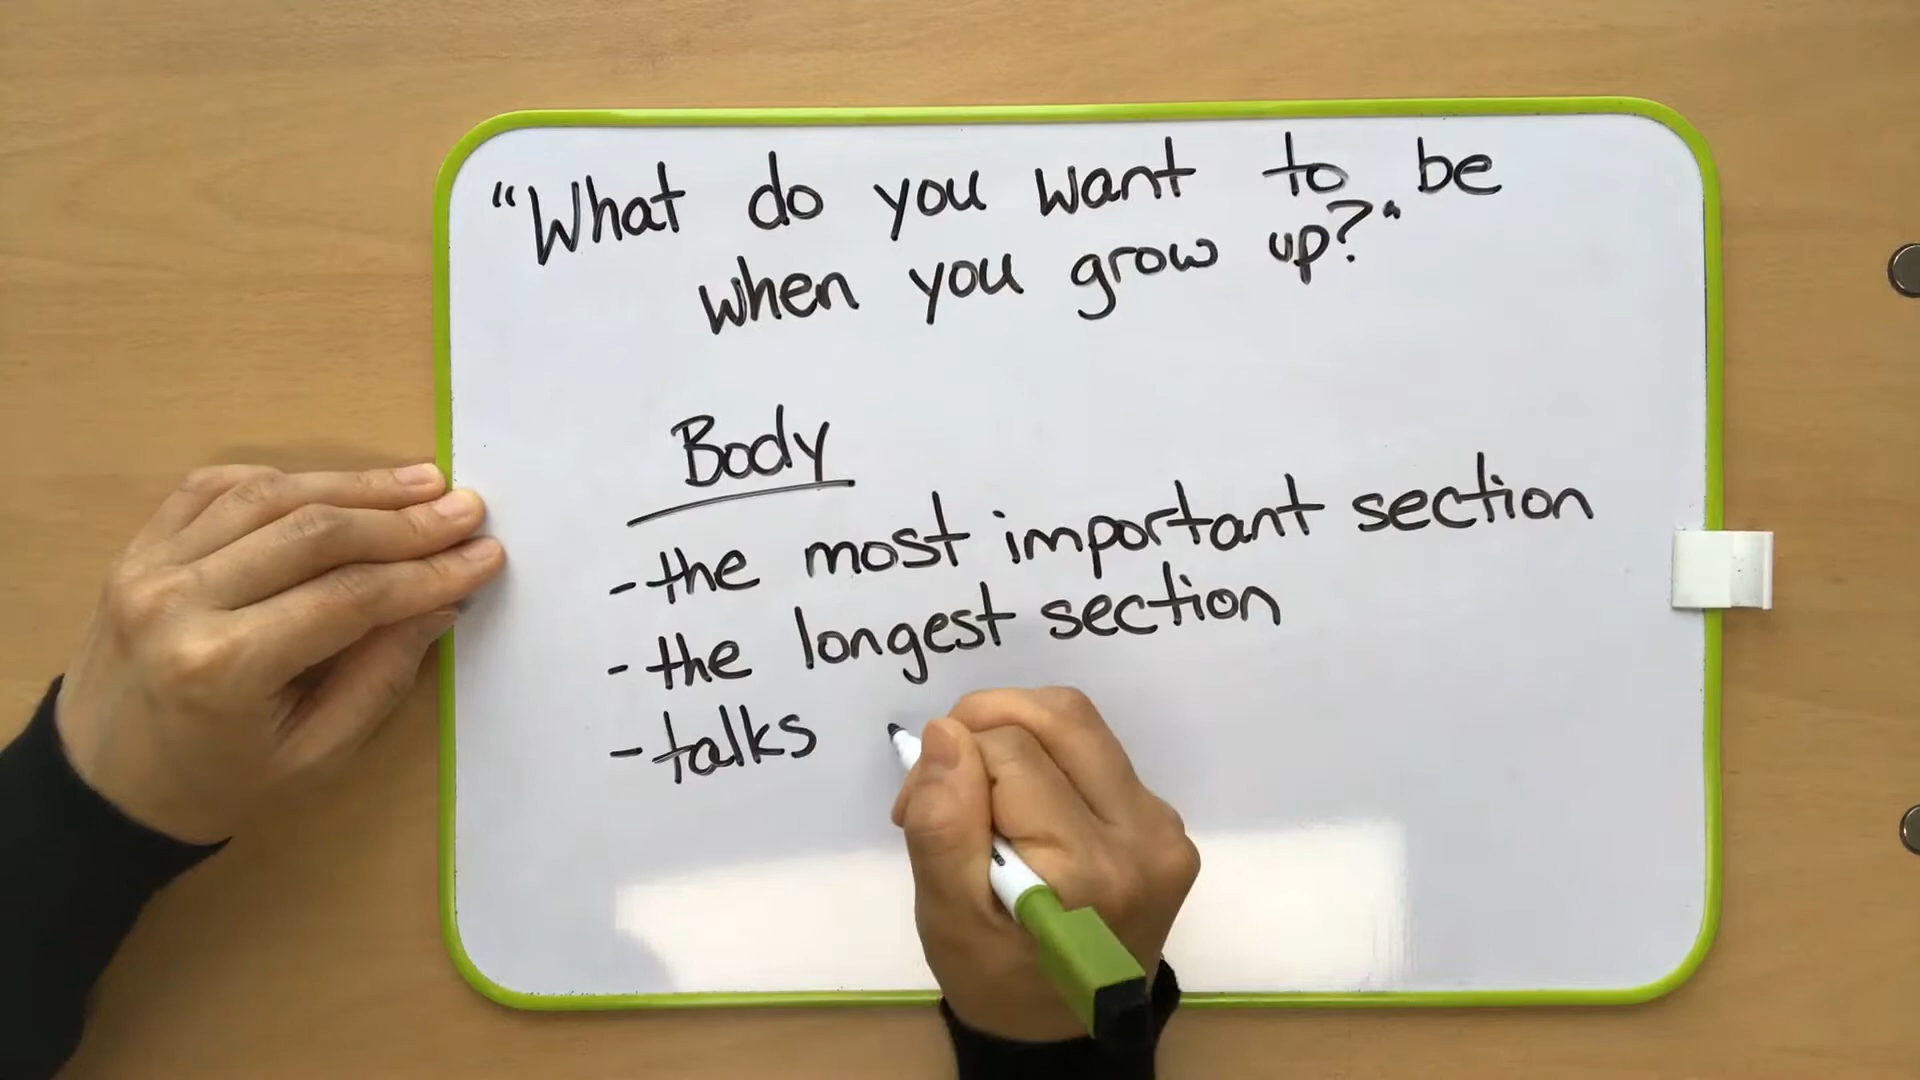 "What do you want to be
when you grow up?"
Body
- the most important section
- the longest section
- talks